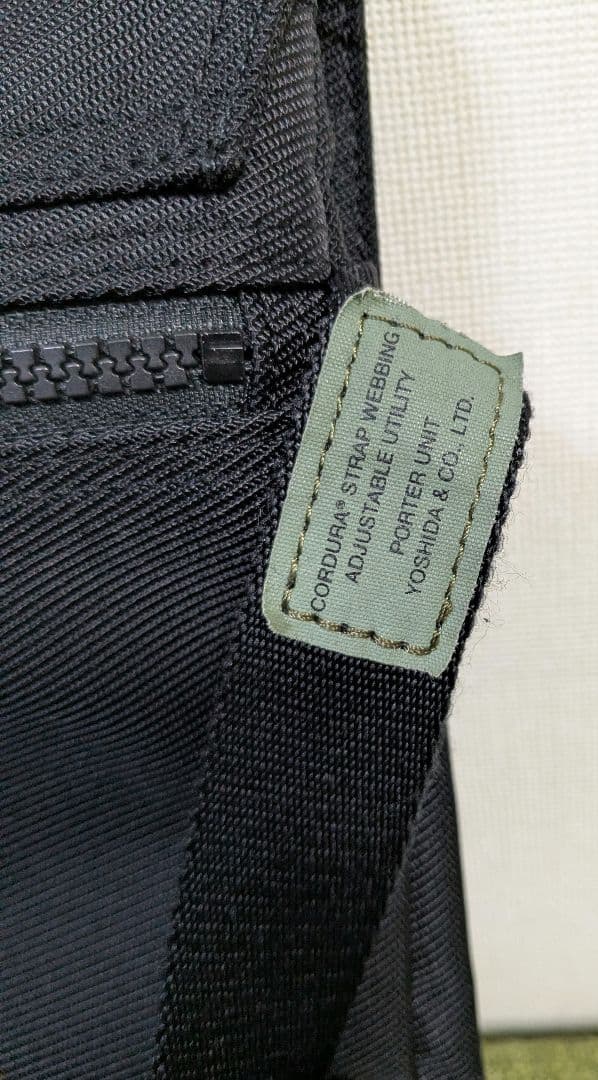 CORDURA® STRAP WEBBING
ADJUSTABLE UTILITY
PORTER UNIT
YOSHIDA & CO., LTD.